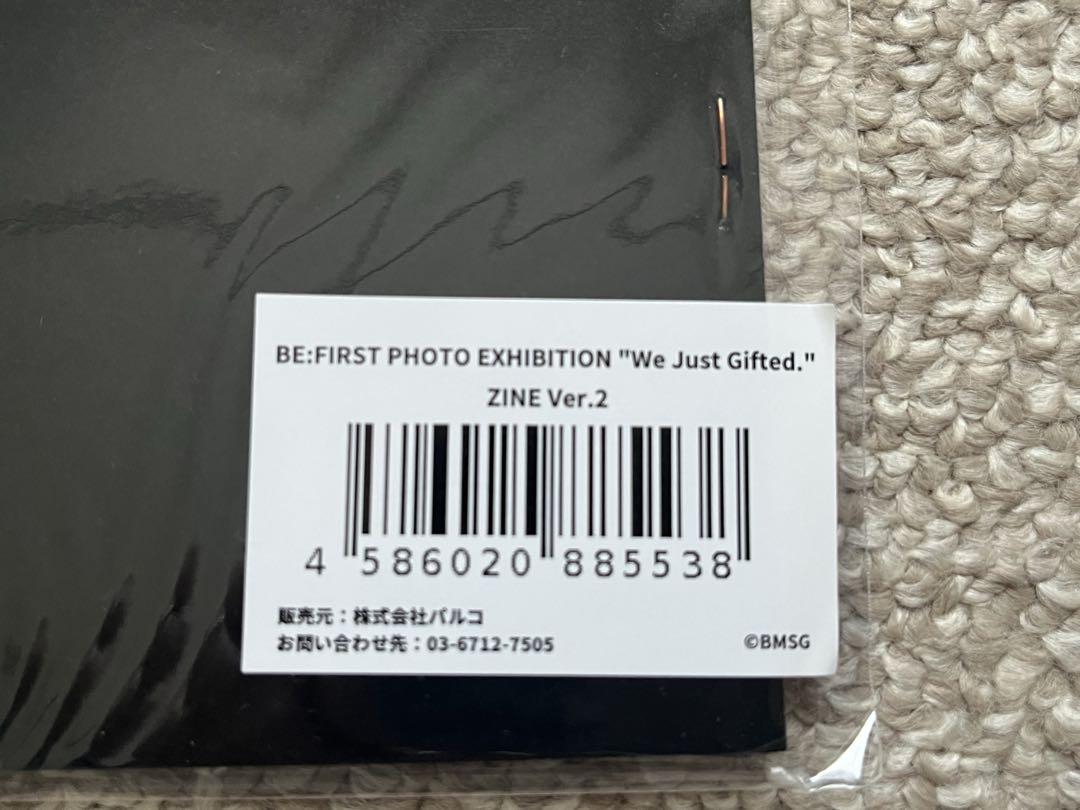 BE:FIRST PHOTO EXHIBITION "We Just Gifted."
ZINE Ver.2
4 586020 885538
販売元：株式会社パルコ
お問い合わせ先：03-6712-7505
©BMSG